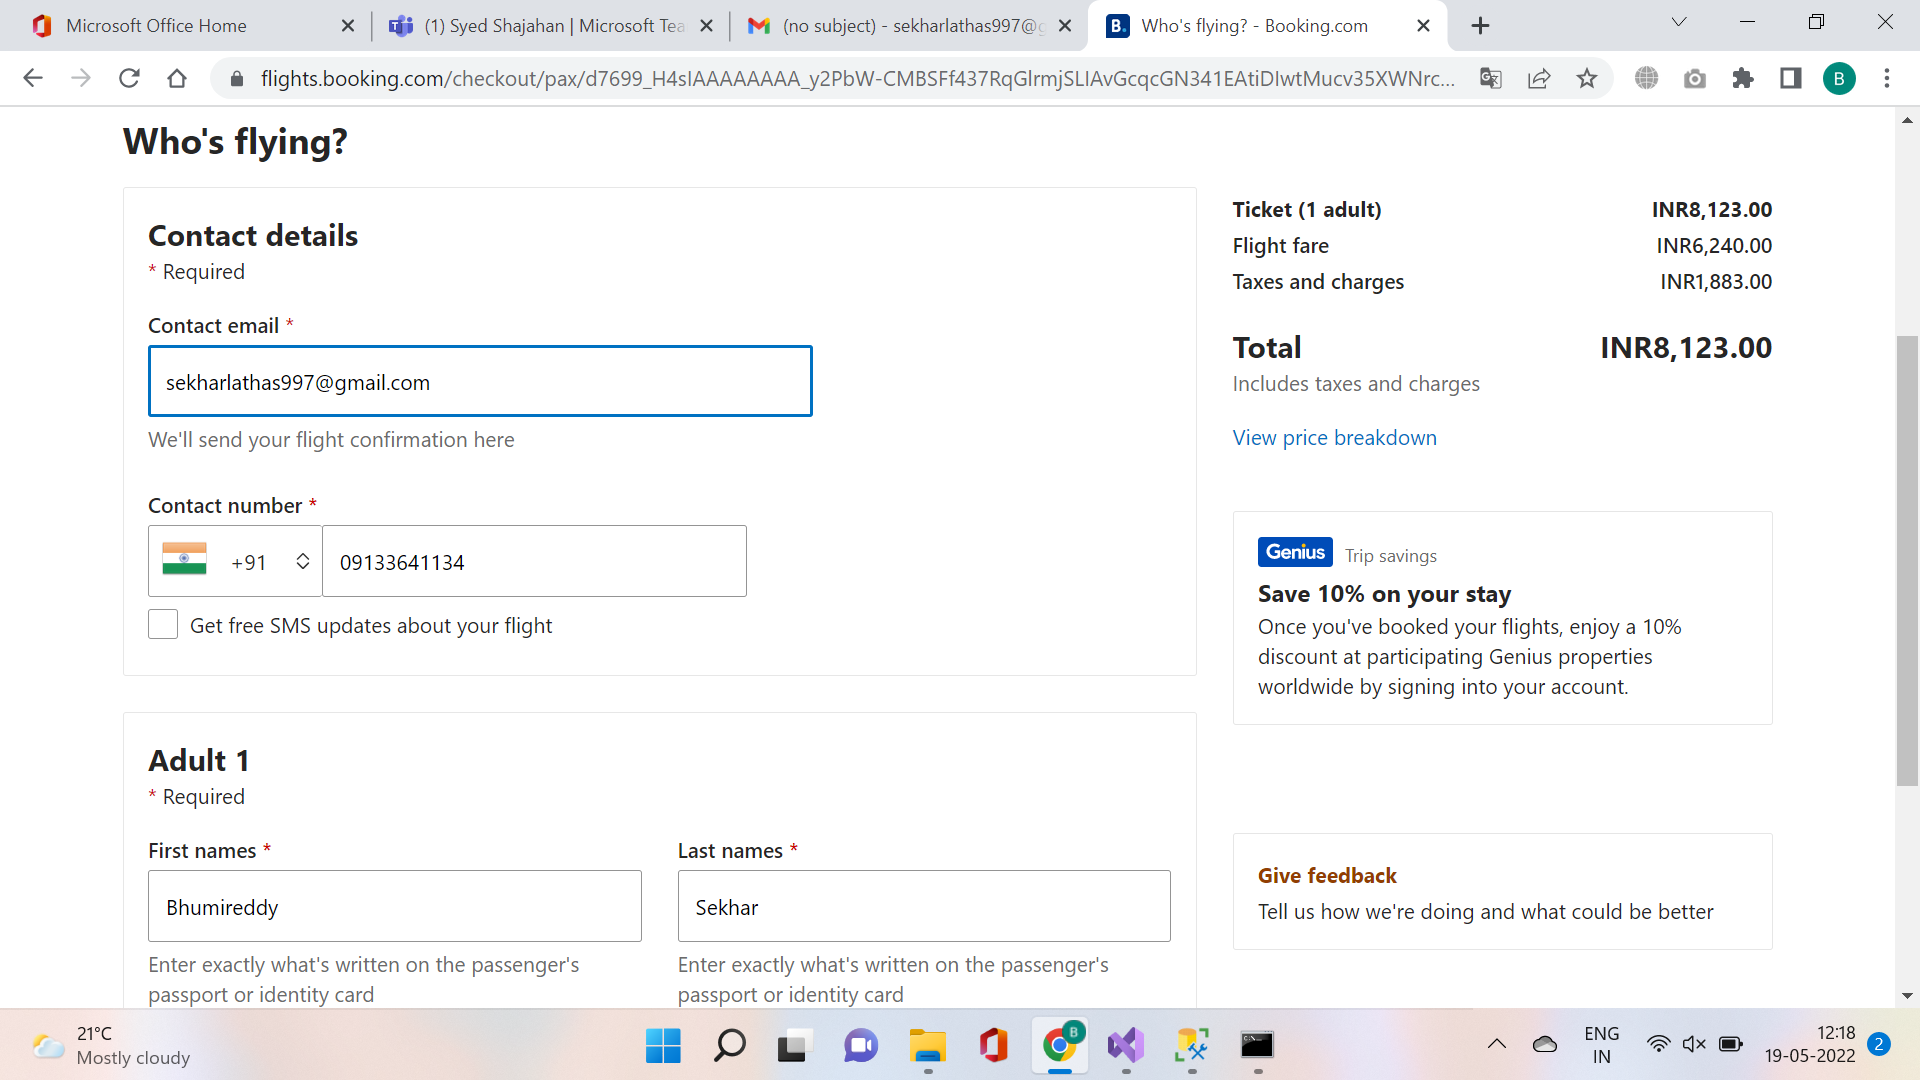 Microsoft Office Home
(1) Syed Shajahan | Microsoft Tea
(no subject) - sekharlathas997@g
B. Who's flying? - Booking.com
flights.booking.com/checkout/pax/d7699_H4sIAAAAAAAA_y2PbW-CMBSFf437RqGlrmjSLIAvGcqcGN341EAtiDIwtMucv35XWNrc...
B
Who's flying?
Contact details
* Required
Contact email *
sekharlathas997@gmail.com
We'll send your flight confirmation here
Contact number *
+91
09133641134
Get free SMS updates about your flight
Adult 1
* Required
First names *
Bhumireddy
Enter exactly what's written on the passenger's
passport or identity card
Last names *
Sekhar
Enter exactly what's written on the passenger's
passport or identity card
Ticket (1 adult) INR8,123.00
Flight fare INR6,240.00
Taxes and charges INR1,883.00
Total INR8,123.00
Includes taxes and charges
View price breakdown
Genius Trip savings
Save 10% on your stay
Once you've booked your flights, enjoy a 10%
discount at participating Genius properties
worldwide by signing into your account.
Give feedback
Tell us how we're doing and what could be better
21°C
Mostly cloudy
B
ENG
IN
12:18
19-05-2022
2